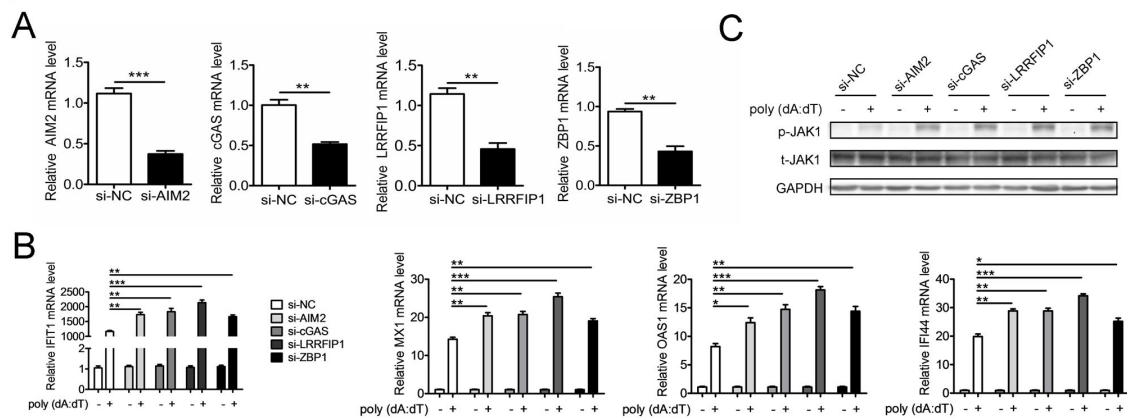 A
Relative AIM2 mRNA level
1.5
1.0
0.5
0.0
***
si-NC si-AIM2
Relative cGAS mRNA level
1.5
1.0
0.5
0.0
**
si-NC si-cGAS
Relative LRRFIP1 mRNA level
1.5
1.0
0.5
0.0
**
si-NC si-LRRFIP1
Relative ZBP1 mRNA level
1.5
1.0
0.5
0.0
**
si-NC si-ZBP1
C
si-NC si-AIM2 si-cGAS si-LRRFIP1 si-ZBP1
poly (dA:dT) - + - + - + - + - +
p-JAK1
t-JAK1
GAPDH
B
Relative IFIT1 mRNA level
2500
2000
1500
1000
2
1
0
**
***
**
**
- + - + - + - + - +
poly (dA:dT)
si-NC
si-AIM2
si-cGAS
si-LRRFIP1
si-ZBP1
Relative MX1 mRNA level
30
20
10
0
**
***
**
**
poly (dA:dT) - + - + - + - + - +
Relative OAS1 mRNA level
20
15
10
5
0
**
***
**
*
poly (dA:dT) - + - + - + - + - +
Relative IFI44 mRNA level
40
30
20
10
0
*
***
**
**
poly (dA:dT) - + - + - + - + - +